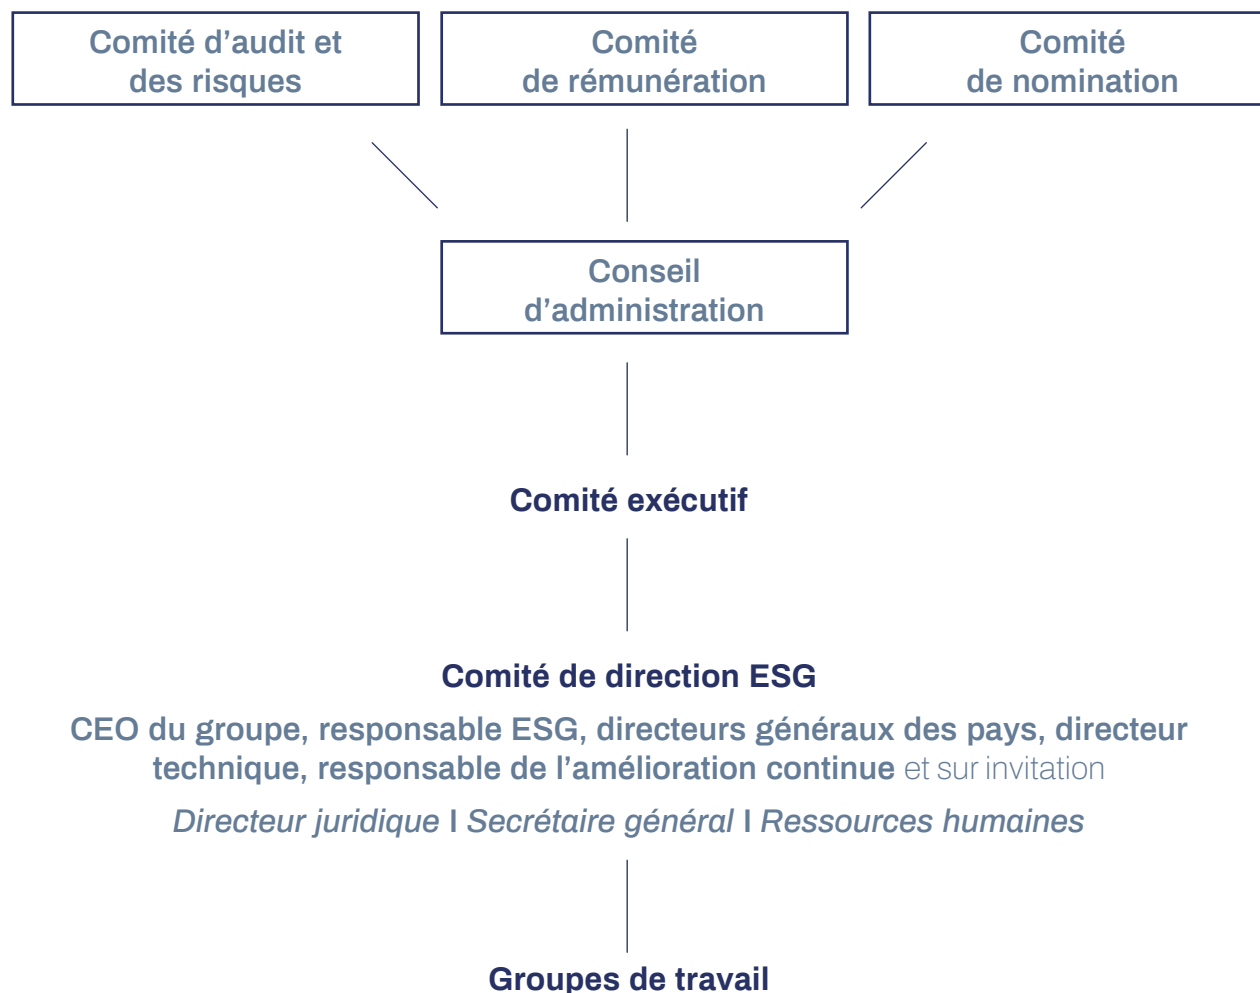 Comité d’audit et
des risques
Comité
de rémunération
Comité
de nomination
Conseil
d’administration
Comité exécutif
Comité de direction ESG
CEO du groupe, responsable ESG, directeurs généraux des pays, directeur
technique, responsable de l’amélioration continue et sur invitation
Directeur juridique I Secrétaire général I Ressources humaines
Groupes de travail